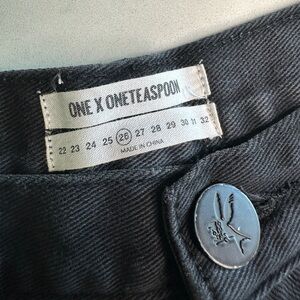 ONE X ONETEASPOON
22 23 24 25 26 27 28 29 30 31 32
MADE IN CHINA